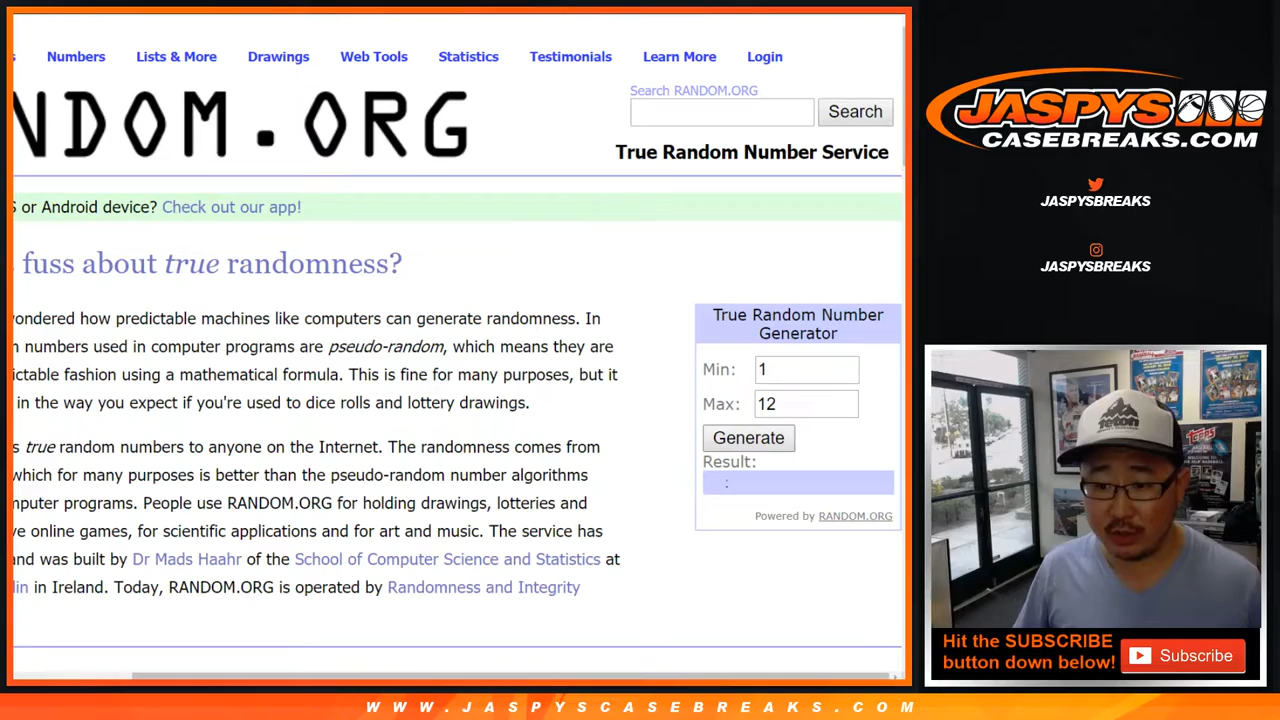 Numbers Lists & More Drawings Web Tools Statistics Testimonials Learn More Login
Search RANDOM.ORG
NDOM.ORG
Search
True Random Number Service
S or Android device? Check out our app!
fuss about true randomness?
ondered how predictable machines like computers can generate randomness. In
n numbers used in computer programs are pseudo-random, which means they are
ictable fashion using a mathematical formula. This is fine for many purposes, but it
in the way you expect if you're used to dice rolls and lottery drawings.
s true random numbers to anyone on the Internet. The randomness comes from
which for many purposes is better than the pseudo-random number algorithms
mputer programs. People use RANDOM.ORG for holding drawings, lotteries and
ve online games, for scientific applications and for art and music. The service has
and was built by Dr Mads Haahr of the School of Computer Science and Statistics at
lin in Ireland. Today, RANDOM.ORG is operated by Randomness and Integrity
True Random Number
Generator
Min: 1
Max: 12
Generate
Result:
:
Powered by RANDOM.ORG
JASPYS
CASEBREAKS.COM
JASPYSBREAKS
JASPYSBREAKS
Teton
topps
Hit the SUBSCRIBE
button down below!
Subscribe
WWW.JASPYSCASEBREAKS.COM